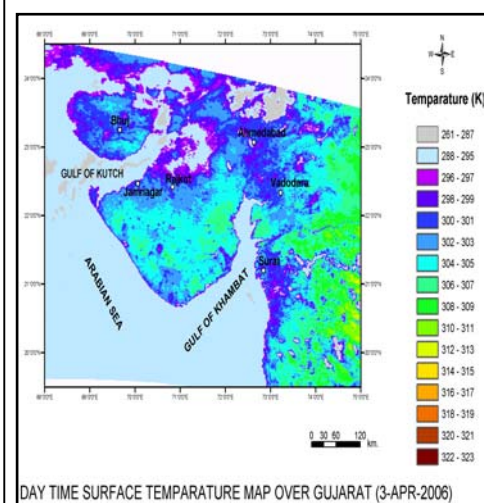 N
W E
S
Temparature (K)
261 - 287
288 - 295
296 - 297
298 - 299
300 - 301
302 - 303
304 - 305
306 - 307
308 - 309
310 - 311
312 - 313
314 - 315
316 - 317
318 - 319
320 - 321
322 - 323
Bhuj
Ahmedabad
GULF OF KUTCH
Rajkot
Jamnagar
Vadodara
Surat
ARABIAN SEA
GULF OF KHAMBAT
0 30 60 120
km.
DAY TIME SURFACE TEMPARATURE MAP OVER GUJARAT (3-APR-2006)